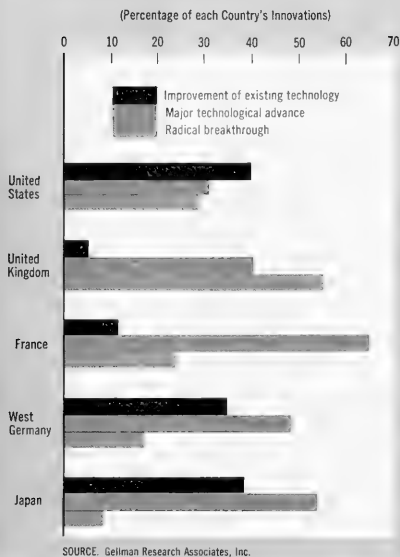 (Percentage of each Country's Innovations)
0 10 20 30 40 50 60 70
Improvement of existing technology
Major technological advance
Radical breakthrough
United
States
United
Kingdom
France
West
Germany
Japan
SOURCE. Gellman Research Associates, Inc.